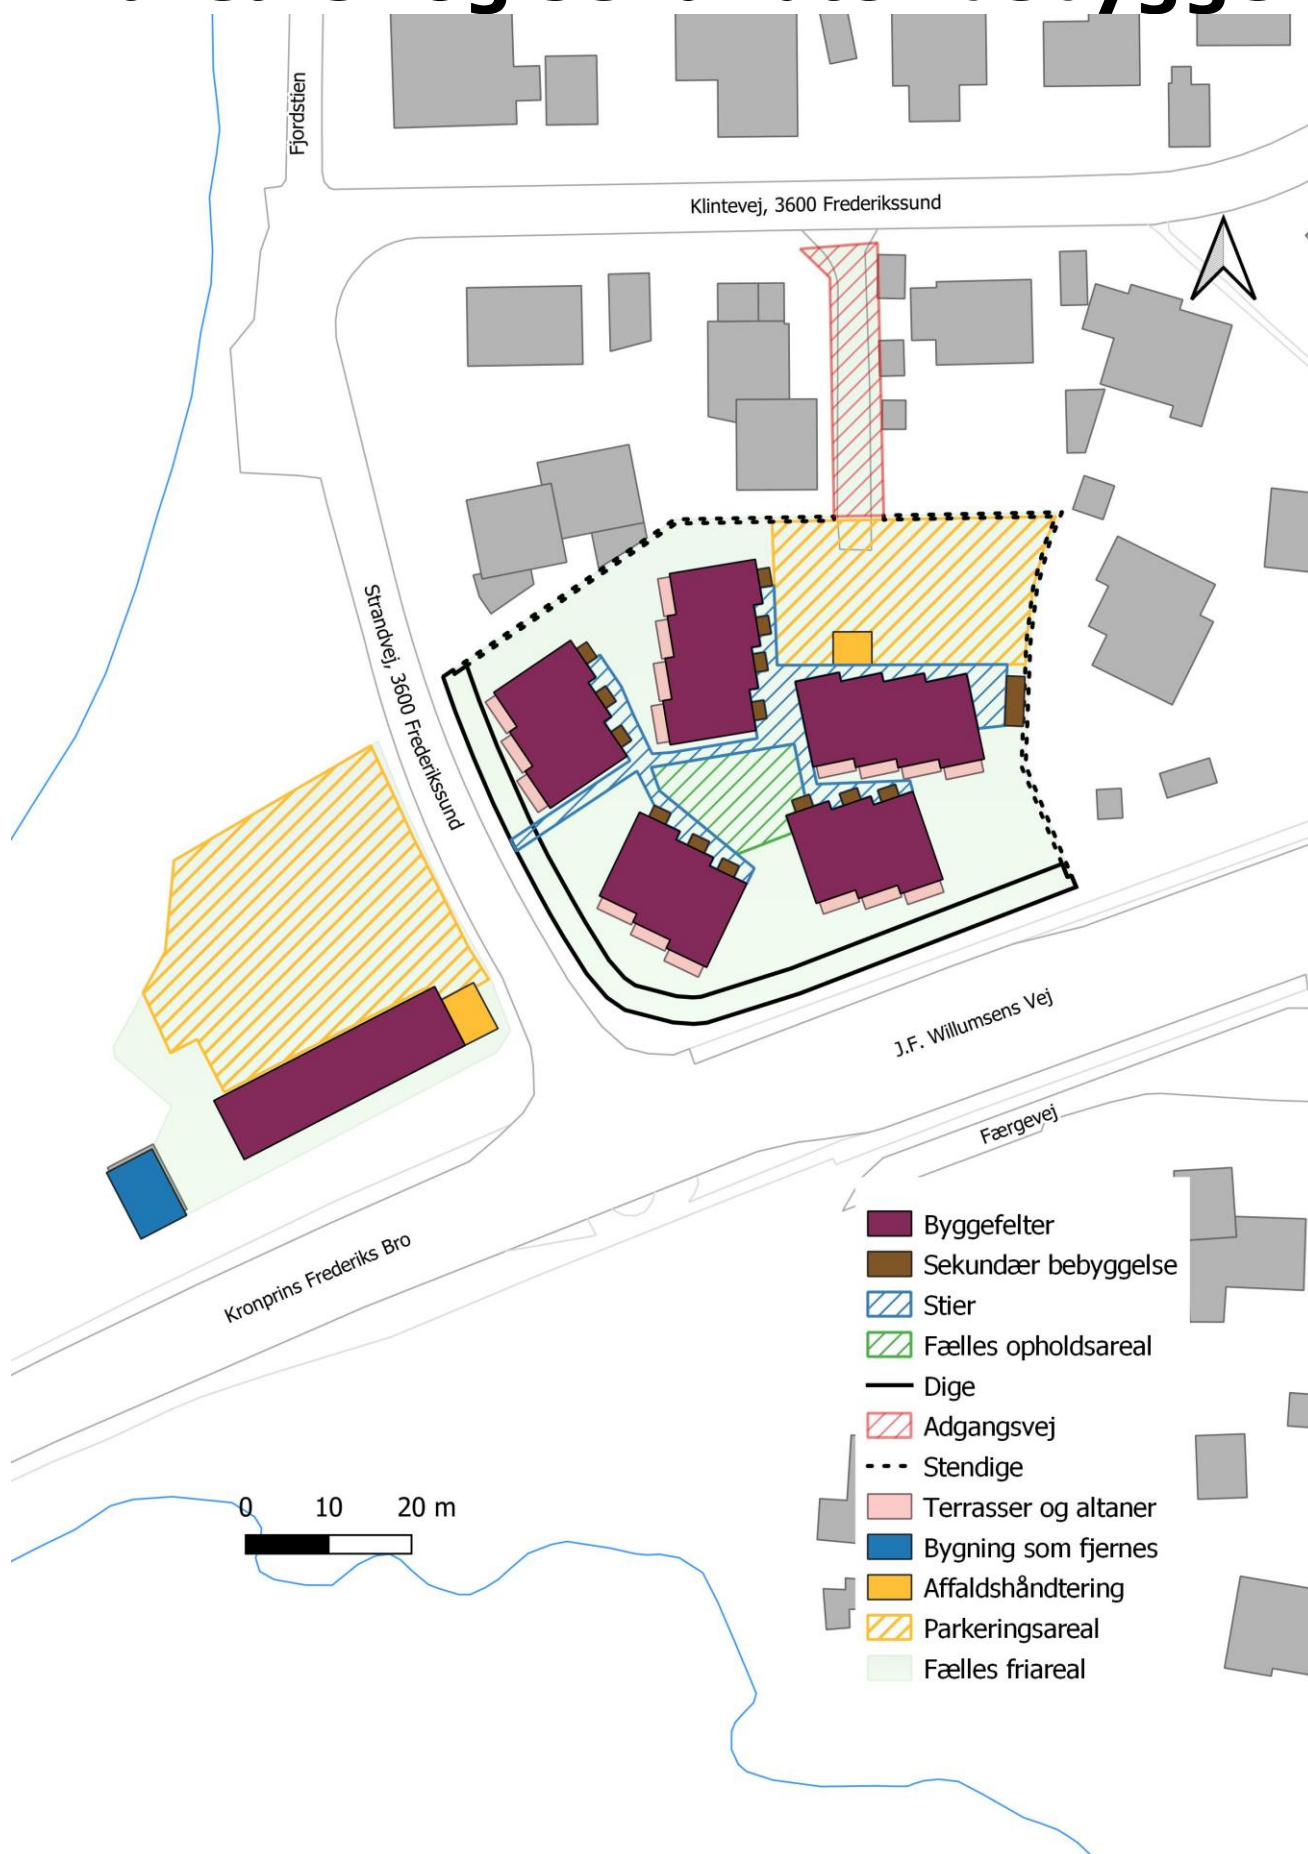 Fjordstien
Klintevej, 3600 Frederikssund
Strandvej, 3600 Frederikssund
J.F. Willumsens Vej
Færgevej
Kronprins Frederiks Bro
Byggefelter
Sekundær bebyggelse
Stier
Fælles opholdsareal
Dige
Adgangsvej
Stendige
Terrasser og altaner
Bygning som fjernes
Affaldshåndtering
Parkeringsareal
Fælles friareal
0 10 20 m